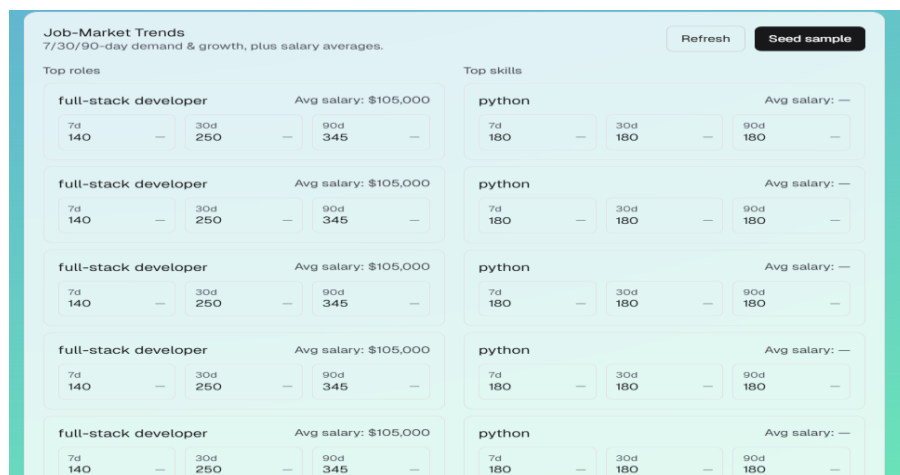 Job-Market Trends
7/30/90-day demand & growth, plus salary averages.
Refresh
Seed sample
Top roles
full-stack developer Avg salary: $105,000
7d 30d 90d
140 — 250 — 345 —
full-stack developer Avg salary: $105,000
7d 30d 90d
140 — 250 — 345 —
full-stack developer Avg salary: $105,000
7d 30d 90d
140 — 250 — 345 —
full-stack developer Avg salary: $105,000
7d 30d 90d
140 — 250 — 345 —
full-stack developer Avg salary: $105,000
7d 30d 90d
140 — 250 — 345 —
Top skills
python Avg salary: —
7d 30d 90d
180 — 180 — 180 —
python Avg salary: —
7d 30d 90d
180 — 180 — 180 —
python Avg salary: —
7d 30d 90d
180 — 180 — 180 —
python Avg salary: —
7d 30d 90d
180 — 180 — 180 —
python Avg salary: —
7d 30d 90d
180 — 180 — 180 —